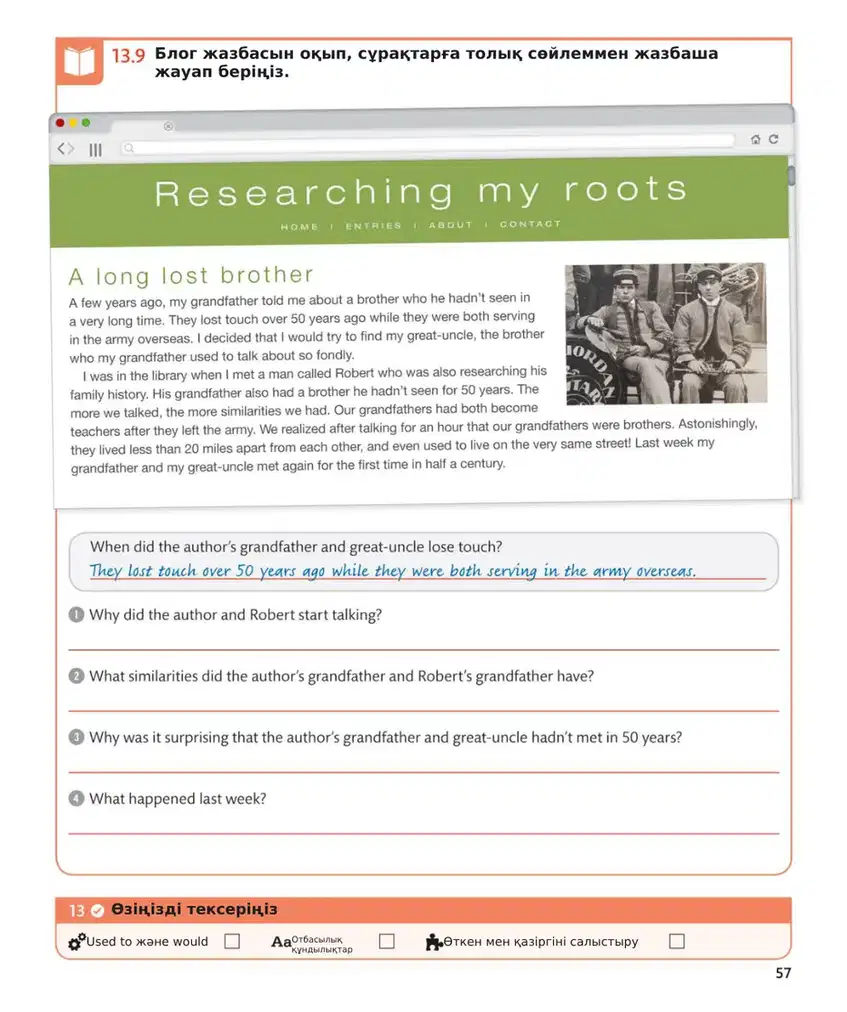 13.9 Блог жазбасын оқып, сұрақтарға толық сөйлеммен жазбаша
жауап беріңіз.
Researching my roots
HOME | ENTRIES | ABOUT | CONTACT
A long lost brother
A few years ago, my grandfather told me about a brother who he hadn't seen in
a very long time. They lost touch over 50 years ago while they were both serving
in the army overseas. I decided that I would try to find my great-uncle, the brother
who my grandfather used to talk about so fondly.
I was in the library when I met a man called Robert who was also researching his
family history. His grandfather also had a brother he hadn't seen for 50 years. The
more we talked, the more similarities we had. Our grandfathers had both become
teachers after they left the army. We realized after talking for an hour that our grandfathers were brothers. Astonishingly,
they lived less than 20 miles apart from each other, and even used to live on the very same street! Last week my
grandfather and my great-uncle met again for the first time in half a century.
When did the author's grandfather and great-uncle lose touch?
They lost touch over 50 years ago while they were both serving in the army overseas.
1 Why did the author and Robert start talking?
2 What similarities did the author's grandfather and Robert's grandfather have?
3 Why was it surprising that the author's grandfather and great-uncle hadn't met in 50 years?
4 What happened last week?
13 Өзіңізді тексеріңіз
Used to және would
Aa Отбасылық
құндылықтар
Өткен мен қазіргіні салыстыру
57